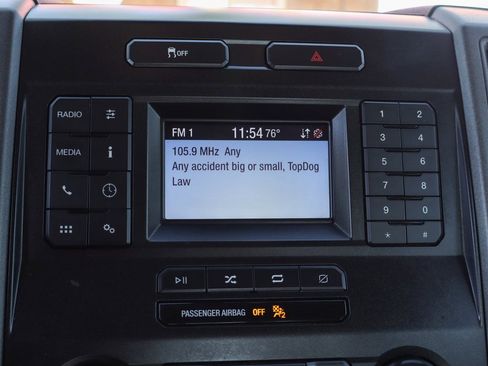 OFF
RADIO
MEDIA
i
FM 1 11:54 76°
105.9 MHz Any
Any accident big or small, TopDog
Law
1 2
3 4
5 6
7 8
9 0
* #
PASSENGER AIRBAG OFF 2